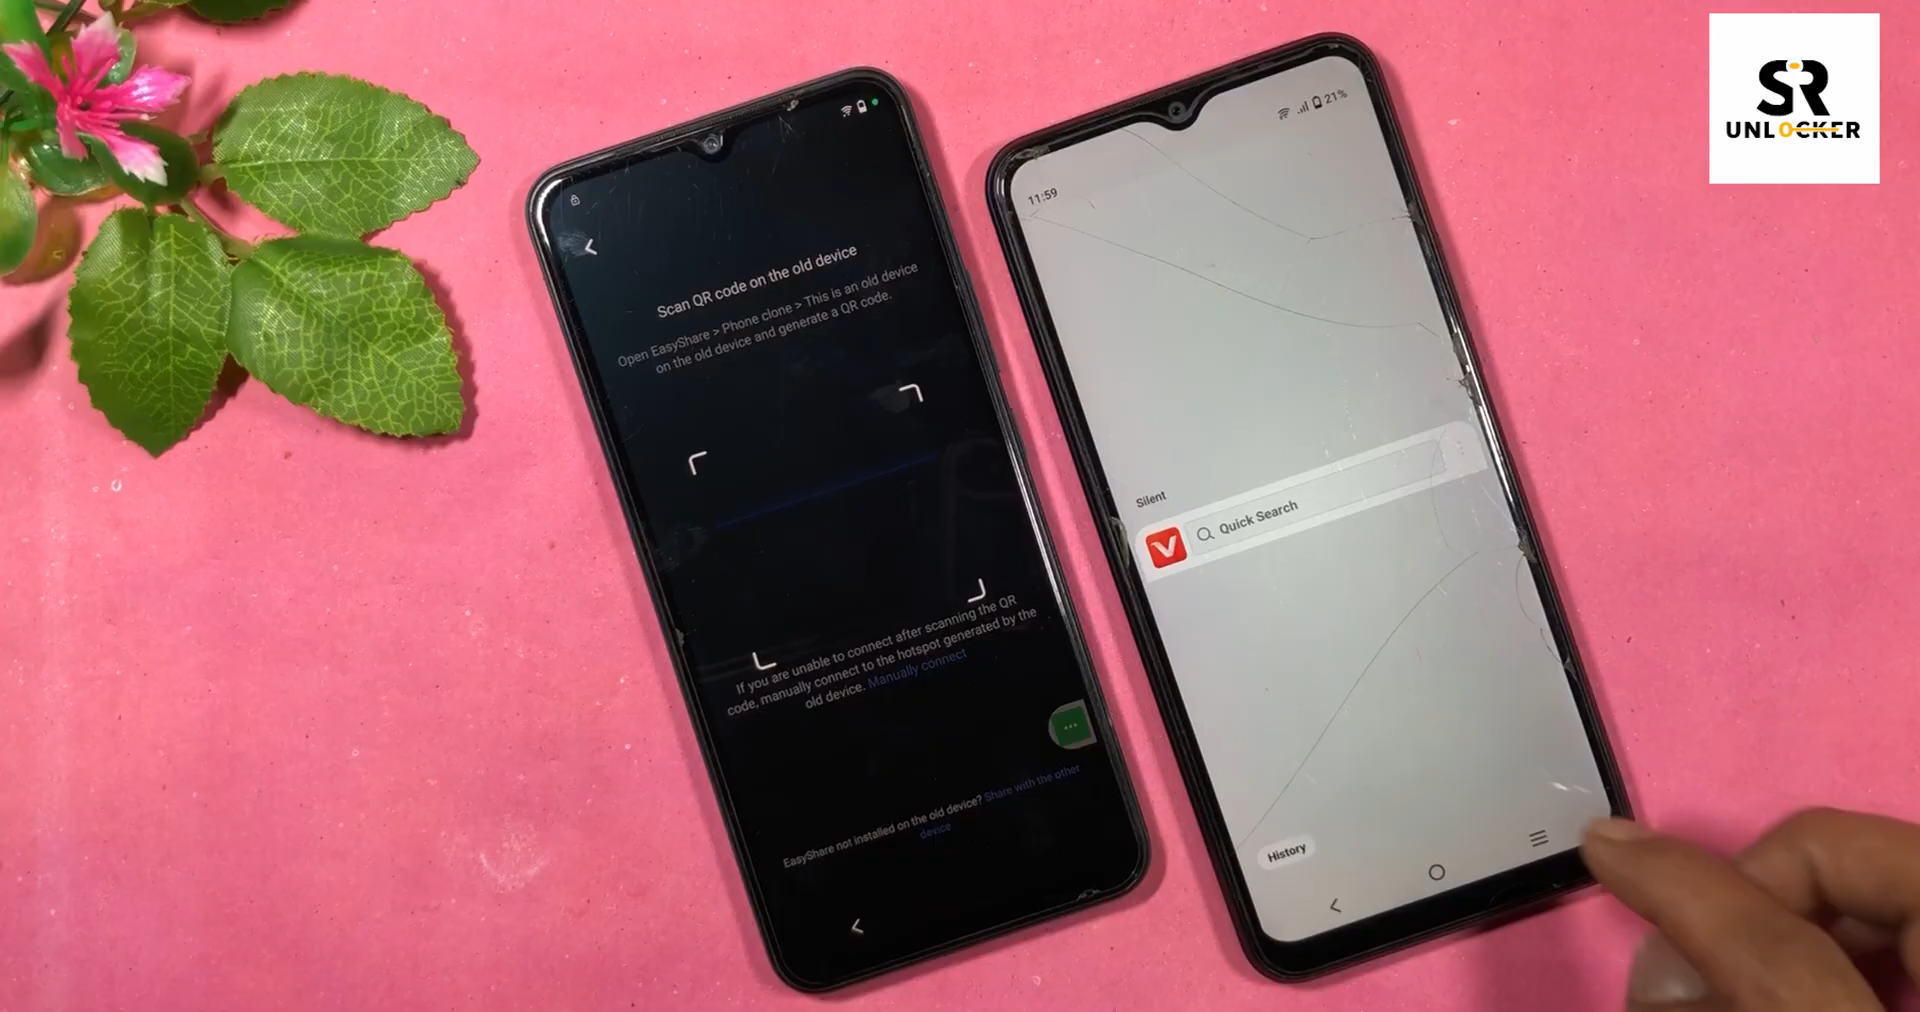 Scan QR code on the old device
Open EasyShare > Phone clone > This is an old device
on the old device and generate a QR code.
If you are unable to connect after scanning the QR
code, manually connect to the hotspot generated by the
old device. Manually connect
EasyShare not installed on the old device? Share with the other
device
11:59
21%
Silent
Quick Search
History
SR
UNLOCKER